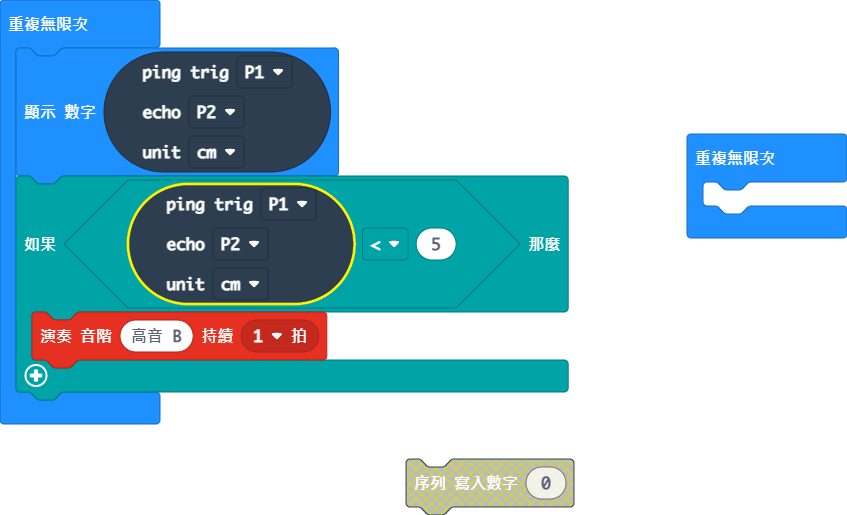 重複無限次
ping trig P1
顯示 數字 echo P2
unit cm
重複無限次
ping trig P1
如果 echo P2 < 5 那麼
unit cm
演奏 音階 高音 B 持續 1 拍
序列 寫入數字 0